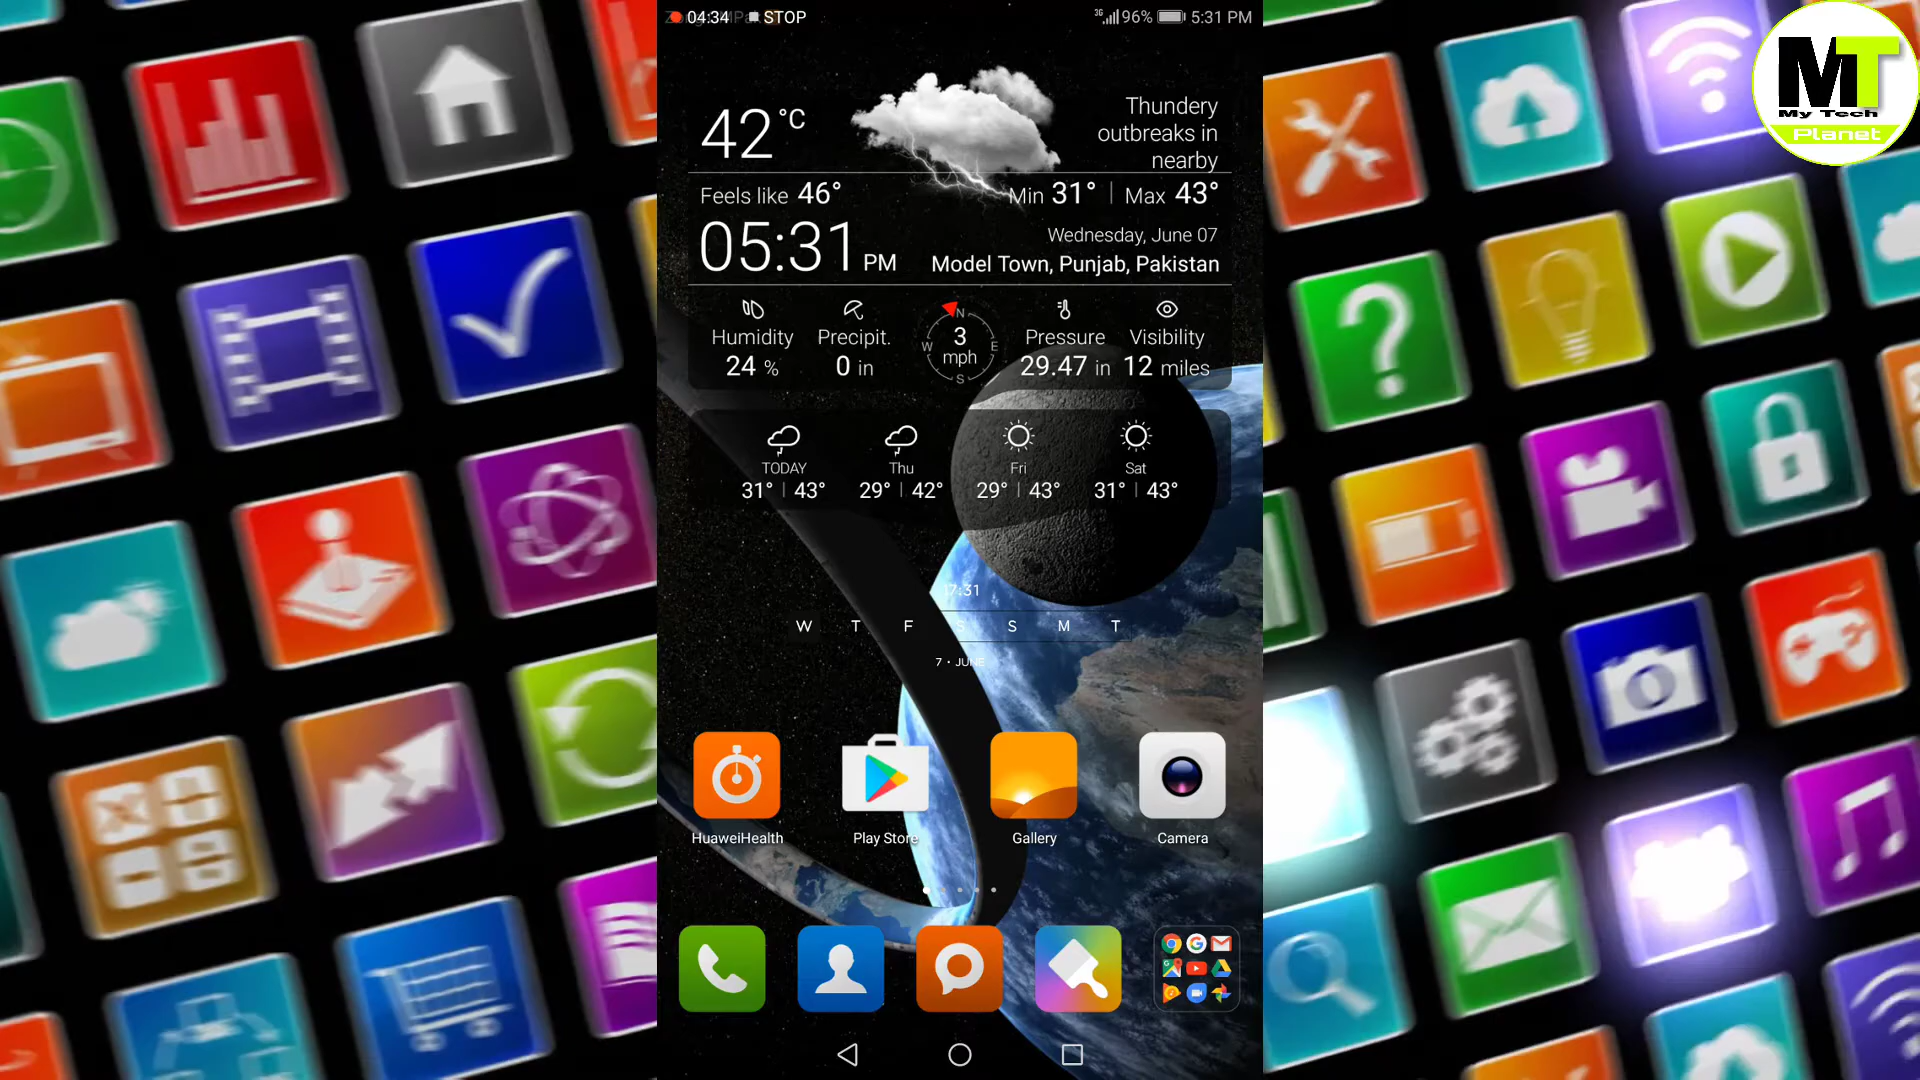 04:34 STOP
3G 96% 5:31 PM
MT
My Tech
Planet
42°C
Thundery
outbreaks in
nearby
Feels like 46°
Min 31° | Max 43°
05:31 PM
Wednesday, June 07
Model Town, Punjab, Pakistan
Humidity
24 %
Precipit.
0 in
N
W E
S
3
mph
Pressure
29.47 in
Visibility
12 miles
TODAY Thu Fri Sat
31° | 43° 29° | 42° 29° | 43° 31° | 43°
17:31
W T F S S M T
7 • JUNE
HuaweiHealth Play Store Gallery Camera